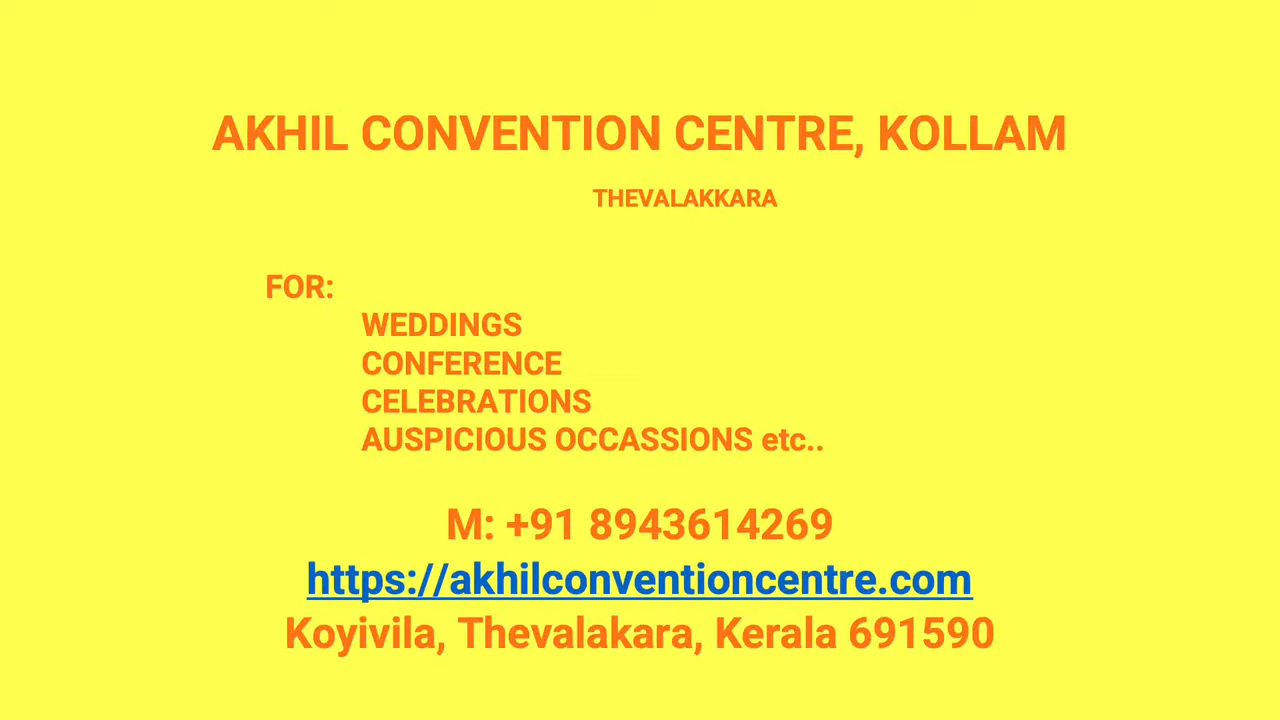 AKHIL CONVENTION CENTRE, KOLLAM
THEVALAKKARA
FOR:
WEDDINGS
CONFERENCE
CELEBRATIONS
AUSPICIOUS OCCASSIONS etc..
M: +91 8943614269
https://akhilconventioncentre.com
Koyivila, Thevalakara, Kerala 691590